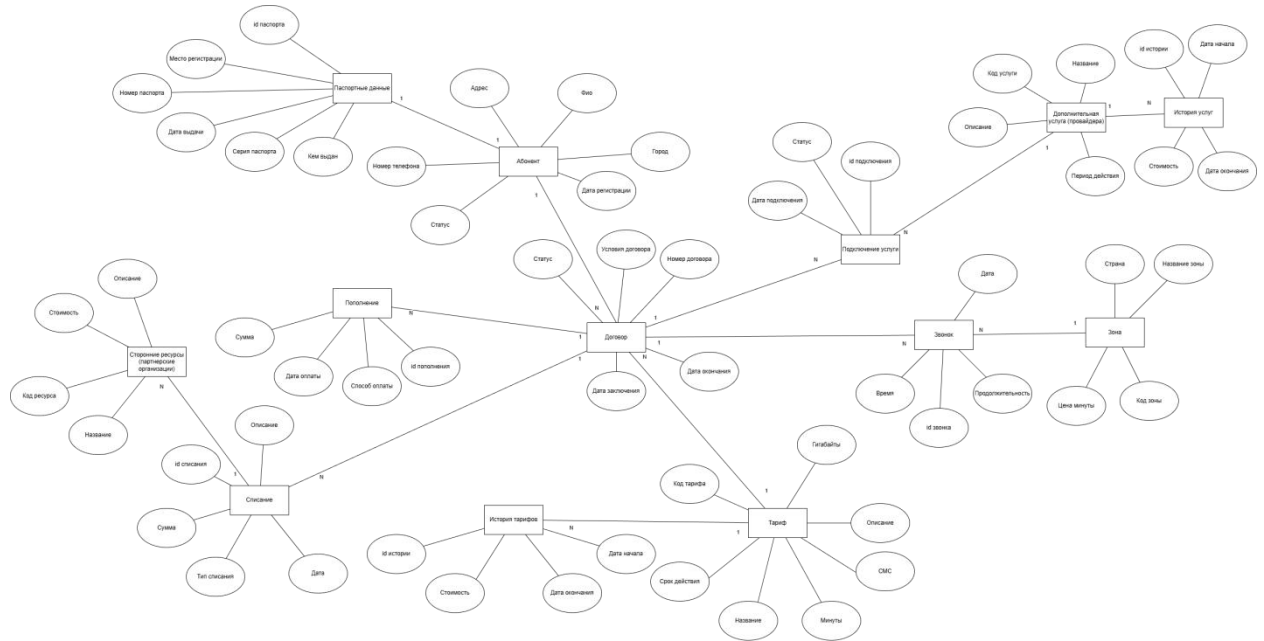 id паспорта
Место регистрации
Номер паспорта
Дата выдачи
Серия паспорта
Кем выдан
Паспортные данные
1
1
Адрес
Фио
Номер телефона
Абонент
Город
Дата регистрации
Статус
1
Код услуги
Название
Описание
Дополнительная
услуга (провайдера)
Период действия
1
N
1
id истории
Дата начала
История услуг
Стоимость
Дата окончания
Статус
id подключения
Дата подключения
Подключение услуги
N
N
Статус
Условия договора
Номер договора
N
1
Договор
1
1
1
N
Дата заключения
Дата окончания
Пополнение
N
Сумма
Дата оплаты
Способ оплаты
id пополнения
Дата
Звонок
N
N
Время
id звонка
Продолжительность
Страна
Название зоны
1
Зона
Цена минуты
Код зоны
Описание
Стоимость
Сторонние ресурсы
(партнерские
организации)
Код ресурса
Название
N
Описание
id списания
1
N
Списание
Сумма
Тип списания
Дата
История тарифов
N
id истории
Стоимость
Дата окончания
Дата начала
Гигабайты
Код тарифа
1
1
Тариф
Описание
СМС
Срок действия
Название
Минуты